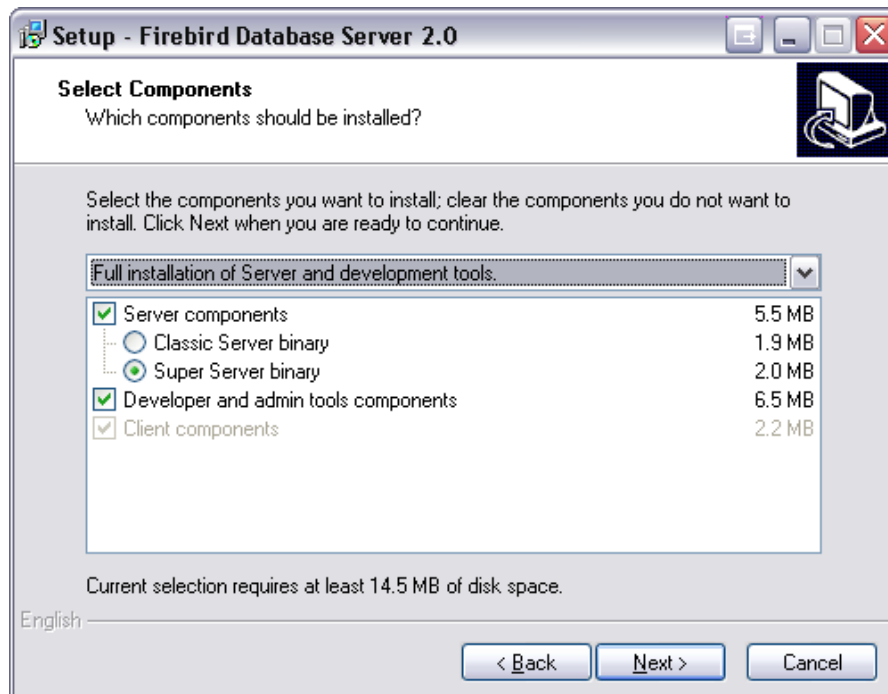 Setup - Firebird Database Server 2.0
Select Components
Which components should be installed?
Select the components you want to install; clear the components you do not want to
install. Click Next when you are ready to continue.
Full installation of Server and development tools.
Server components 5.5 MB
Classic Server binary 1.9 MB
Super Server binary 2.0 MB
Developer and admin tools components 6.5 MB
Client components 2.2 MB
Current selection requires at least 14.5 MB of disk space.
English
< Back Next > Cancel